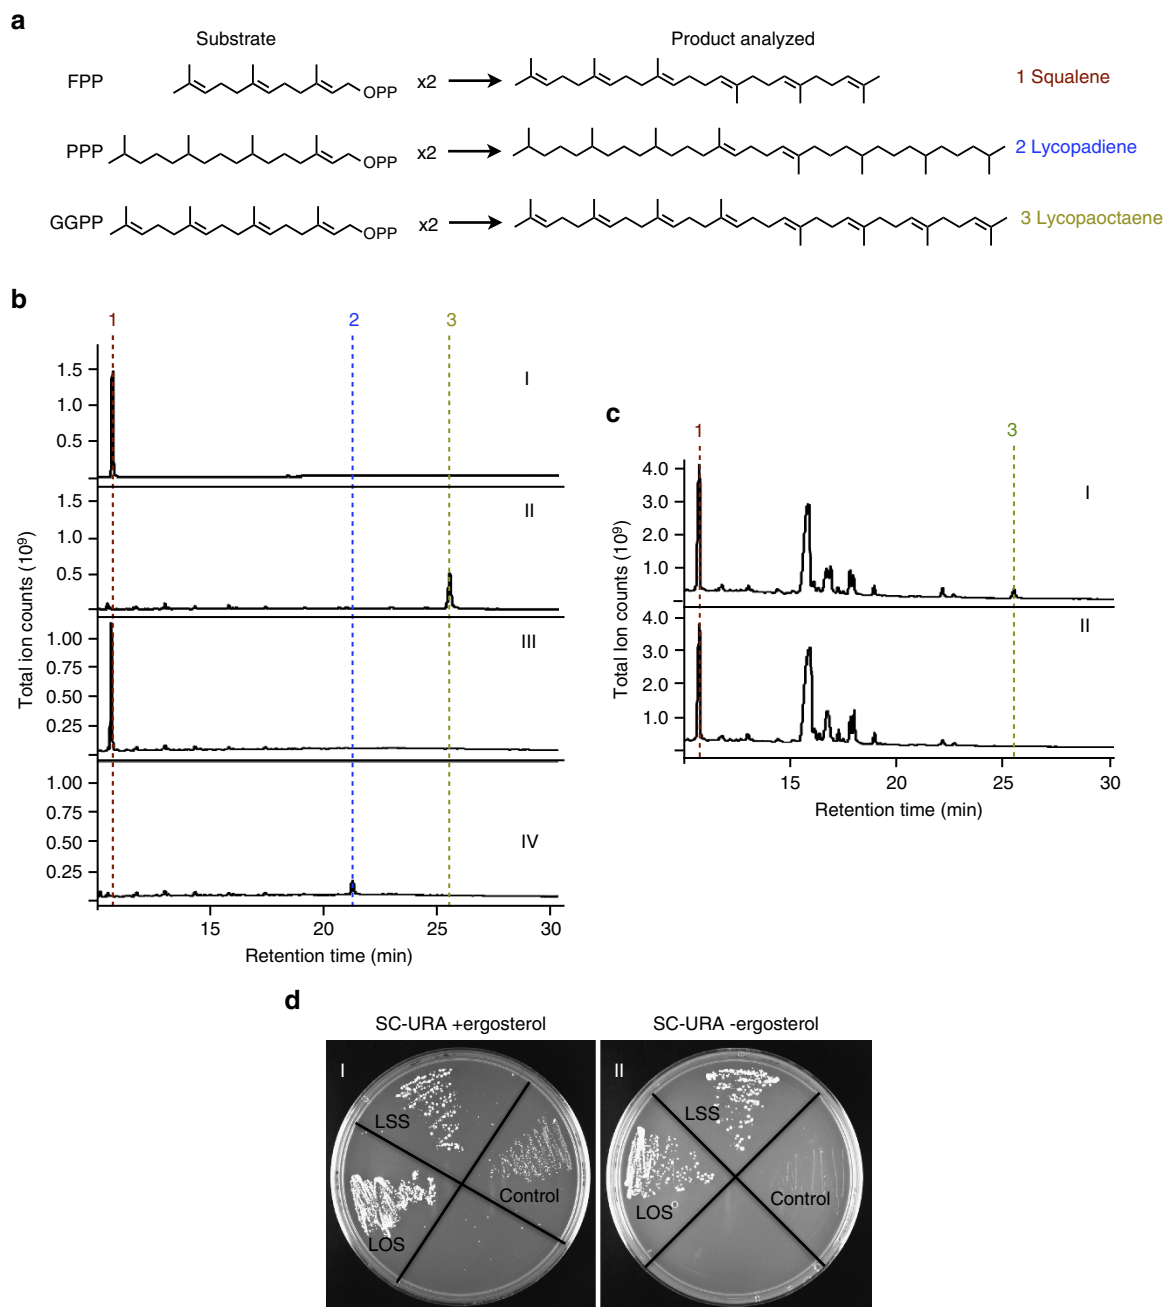 a
Substrate
Product analyzed
FPP
OPP
x2
1 Squalene
PPP
OPP
x2
2 Lycopadiene
GGPP
OPP
x2
3 Lycopaoctaene
b
1
2
3
1.5
1.0
0.5
I
1.5
1.0
0.5
II
1.00
0.75
0.50
0.25
III
1.00
0.75
0.50
0.25
IV
Total ion counts (10⁹)
15
20
25
30
Retention time (min)
c
1
3
4.0
3.0
2.0
1.0
I
4.0
3.0
2.0
1.0
II
Total Ion counts (10⁹)
15
20
25
30
Retention time (min)
d
SC-URA +ergosterol
SC-URA -ergosterol
I
LSS
Control
LOS
II
LSS
Control
LOS